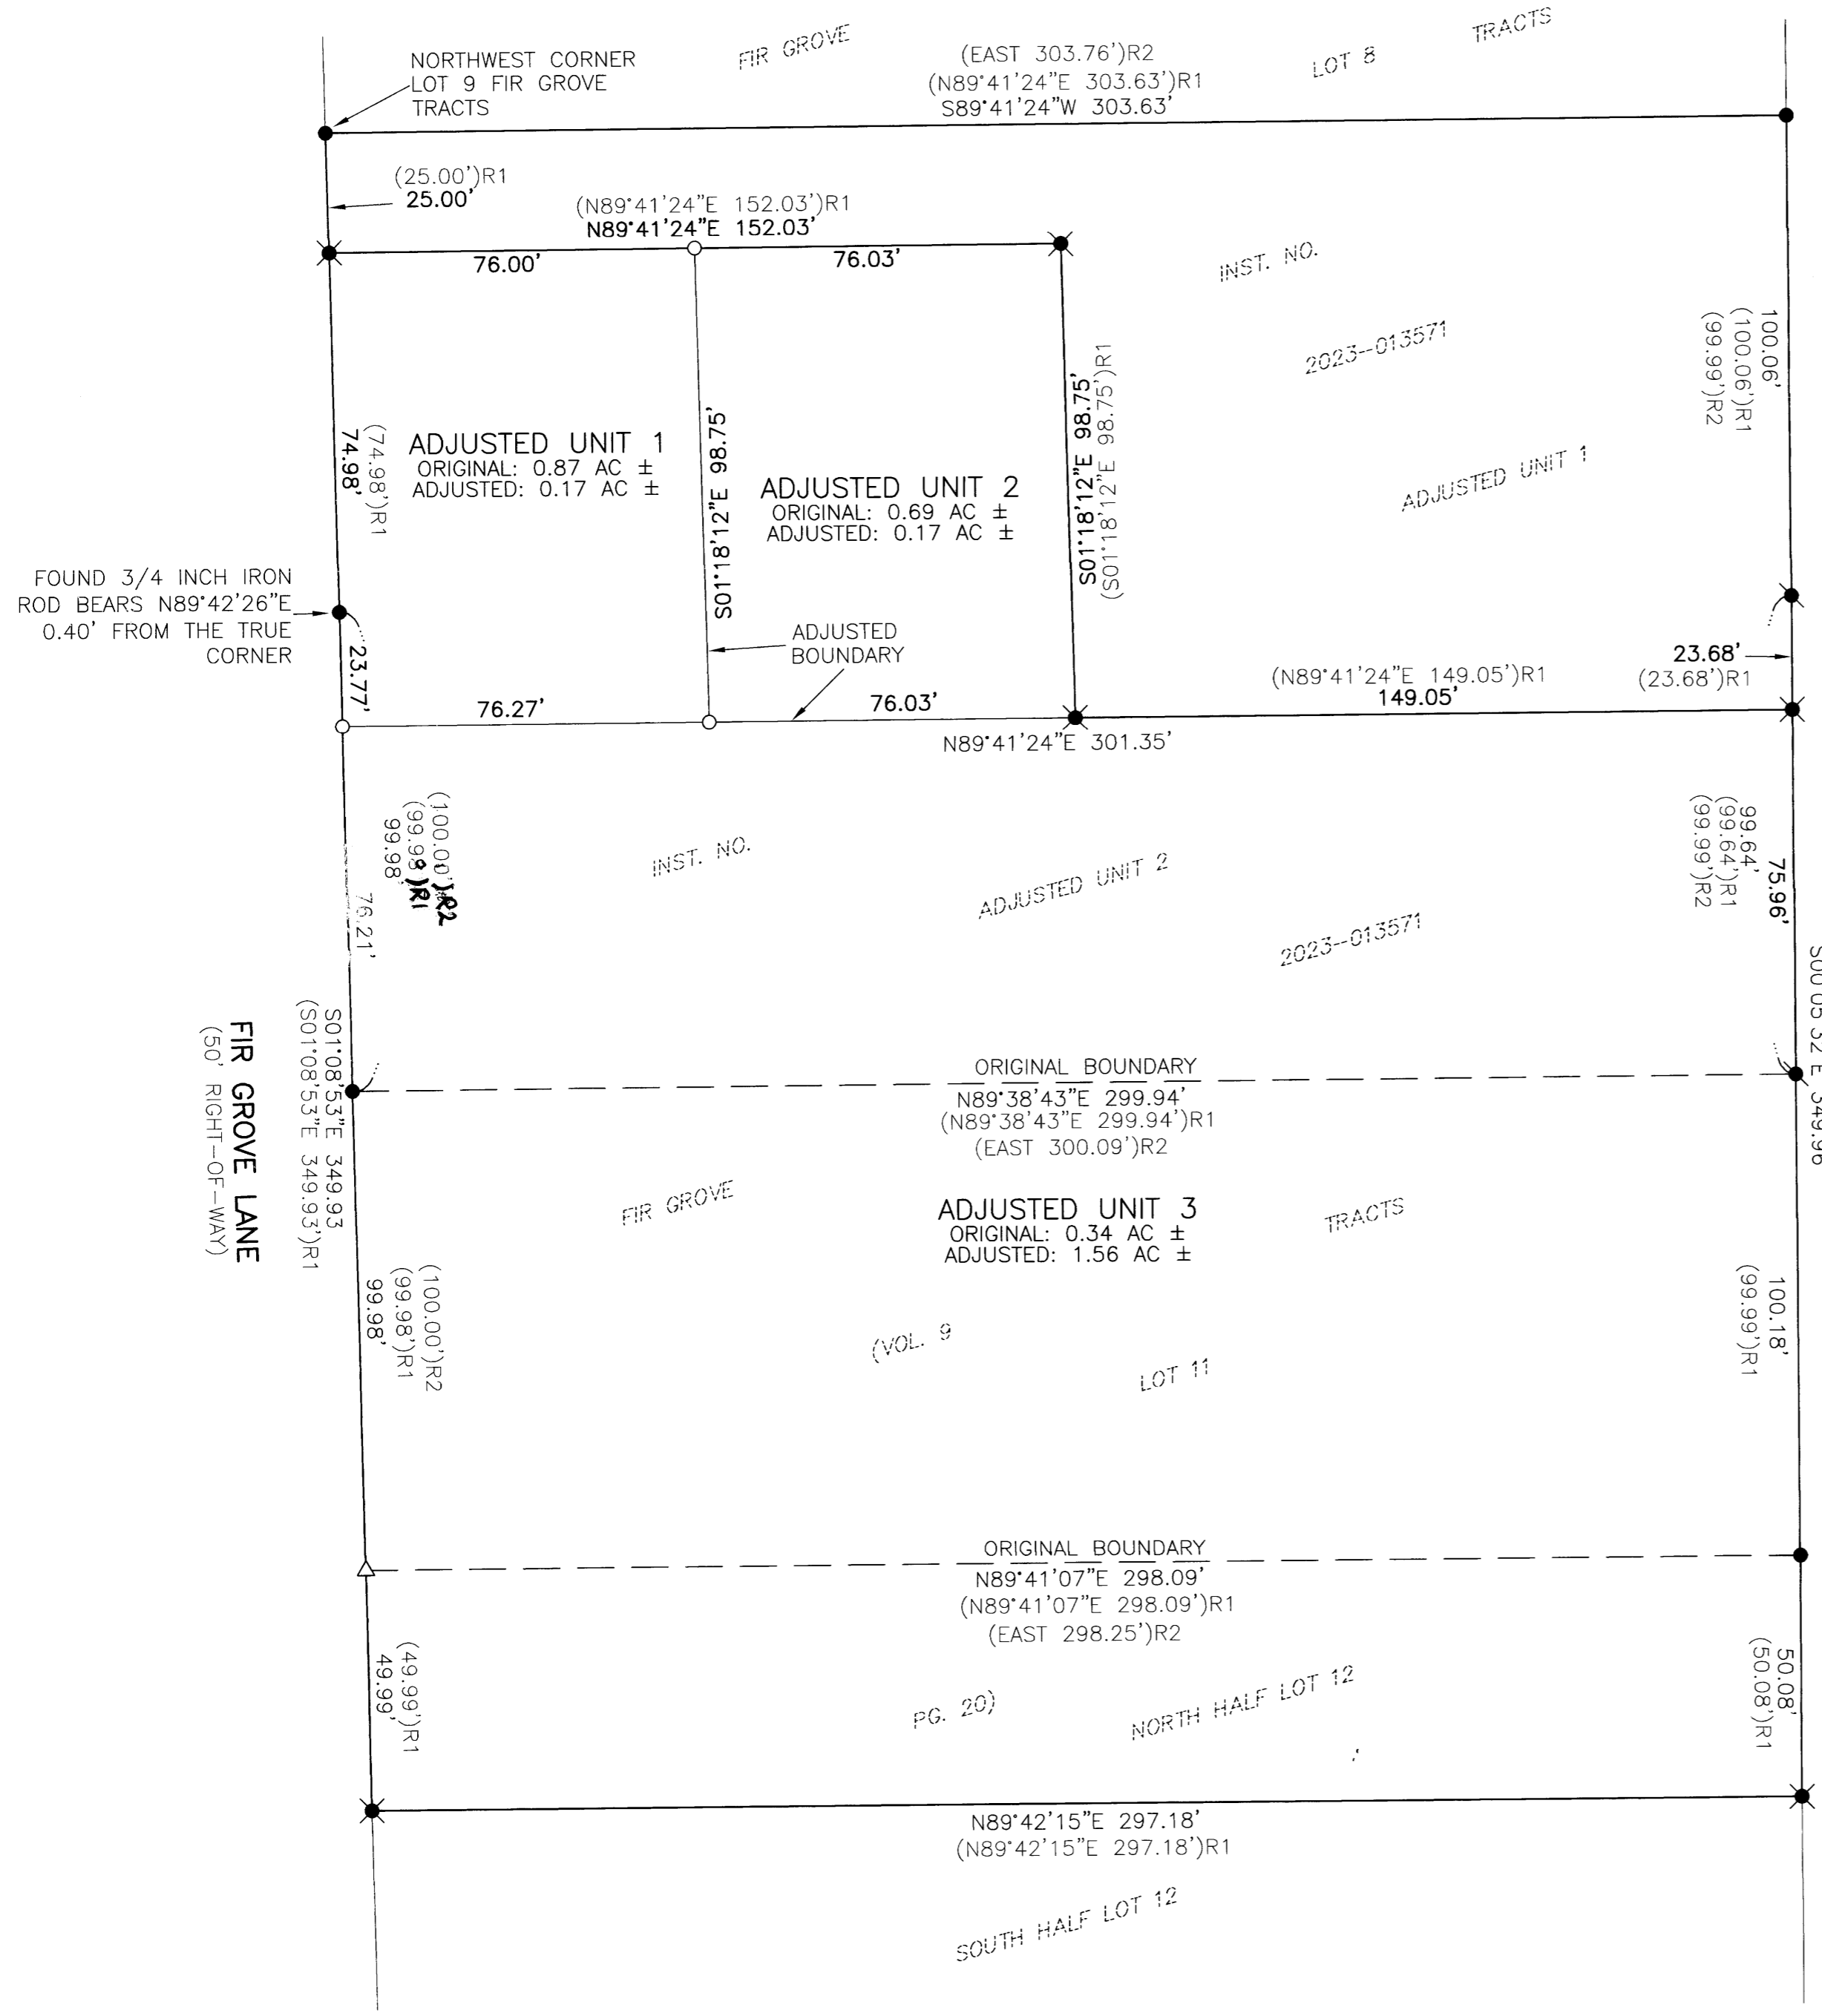 FIR GROVE
TRACTS
LOT 8
(EAST 303.76')R2
(N89°41'24"E 303.63')R1
S89°41'24"W 303.63'
NORTHWEST CORNER
LOT 9 FIR GROVE
TRACTS
(25.00')R1
25.00'
(N89°41'24"E 152.03')R1
N89°41'24"E 152.03'
76.00'
76.03'
INST. NO.
2023-013571
ADJUSTED UNIT 1
100.06'
(100.06')R1
(99.99')R2
(74.98')R1
74.98'
ADJUSTED UNIT 1
ORIGINAL: 0.87 AC ±
ADJUSTED: 0.17 AC ±
S01°18'12"E 98.75'
ADJUSTED UNIT 2
ORIGINAL: 0.69 AC ±
ADJUSTED: 0.17 AC ±
S01°18'12"E 98.75'
(S01°18'12"E 98.75')R1
FOUND 3/4 INCH IRON
ROD BEARS N89°42'26"E
0.40' FROM THE TRUE
CORNER
23.77'
ADJUSTED
BOUNDARY
23.68'
(23.68')R1
(N89°41'24"E 149.05')R1
149.05'
76.27'
76.03'
N89°41'24"E 301.35'
(100.00')R2
(99.98')R1
99.98'
76.21'
INST. NO.
ADJUSTED UNIT 2
2023-013571
75.96'
99.64'
(99.64')R1
(99.99')R2
S00°05'32"E 349.96
S01°08'53"E 349.93
(S01°08'53"E 349.93')R1
FIR GROVE LANE
(50' RIGHT-OF-WAY)
ORIGINAL BOUNDARY
N89°38'43"E 299.94'
(N89°38'43"E 299.94')R1
(EAST 300.09')R2
FIR GROVE
TRACTS
ADJUSTED UNIT 3
ORIGINAL: 0.34 AC ±
ADJUSTED: 1.56 AC ±
(100.00')R2
(99.98')R1
99.98'
100.18'
(99.99')R1
(VOL. 9
LOT 11
ORIGINAL BOUNDARY
N89°41'07"E 298.09'
(N89°41'07"E 298.09')R1
(EAST 298.25')R2
(49.99')R1
49.99'
50.08'
(50.08')R1
PG. 20)
NORTH HALF LOT 12
N89°42'15"E 297.18'
(N89°42'15"E 297.18')R1
SOUTH HALF LOT 12